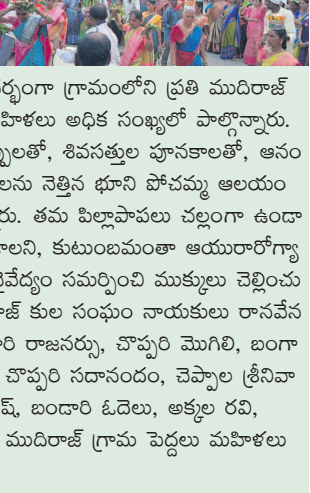 ర్భంగా గ్రామంలోని ప్రతి ముదిరాజ్
హిళలు అధిక సంఖ్యలో పాల్గొన్నారు.
ప్పులతో, శివసత్తుల పూనకాలతో, ఆనం
లను నెత్తిన భూని పోచమ్మ ఆలయం
రు. తమ పిల్లాపాపలు చల్లంగా ఉండా
ాలని, కుటుంబమంతా ఆయురారోగ్యా
నైవేద్యం సమర్పించి ముక్కులు చెల్లించు
రాజ్ కుల సంఘం నాయకులు రానవేన
ారి రాజనర్సు, చొప్పరి మొగిలి, బంగా
చొప్పరి సదానందం, చెప్పాల శ్రీనివా
ష్, బండారి ఓదెలు, అక్కల రవి,
ముదిరాజ్ గ్రామ పెద్దలు మహిళలు